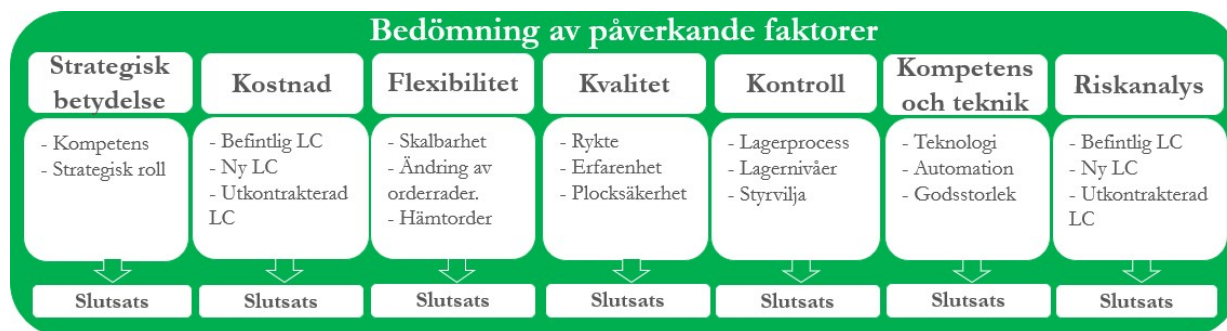 Bedömning av påverkande faktorer
Strategisk
betydelse
- Kompetens
- Strategisk roll
Slutsats
Kostnad
- Befintlig LC
- Ny LC
- Utkontrakterad
LC
Slutsats
Flexibilitet
- Skalbarhet
- Ändring av
orderrader.
- Hämtorder
Slutsats
Kvalitet
- Rykte
- Erfarenhet
- Plocksäkerhet
Slutsats
Kontroll
- Lagerprocess
- Lagernivåer
- Styrvilja
Slutsats
Kompetens
och teknik
- Teknologi
- Automation
- Godsstorlek
Slutsats
Riskanalys
- Befintlig LC
- Ny LC
- Utkontrakterad
LC
Slutsats